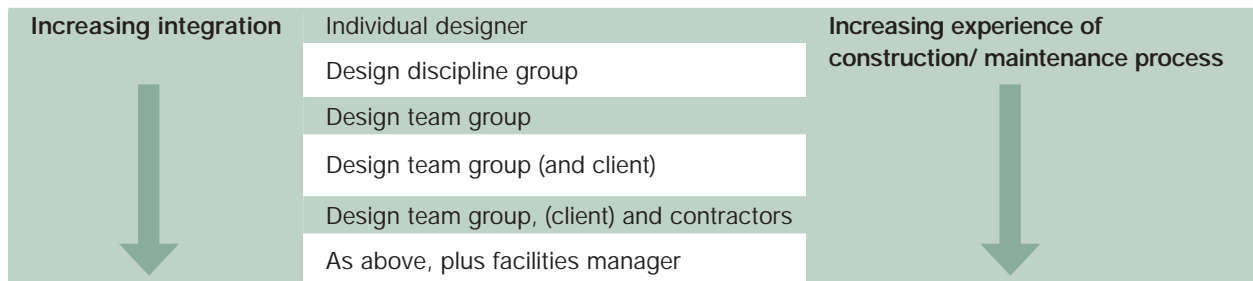 Increasing integration
Individual designer
Design discipline group
Design team group
Design team group (and client)
Design team group, (client) and contractors
As above, plus facilities manager
Increasing experience of
construction/ maintenance process